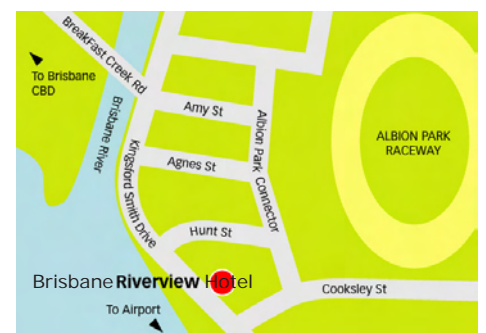 BreakFast Creek Rd
To Brisbane
CBD
Brisbane River
Amy St
Albion Park Connector
ALBION PARK
RACEWAY
Kingsford Smith Drive
Agnes St
Hunt St
Brisbane Riverview Hotel
Cooksley St
To Airport